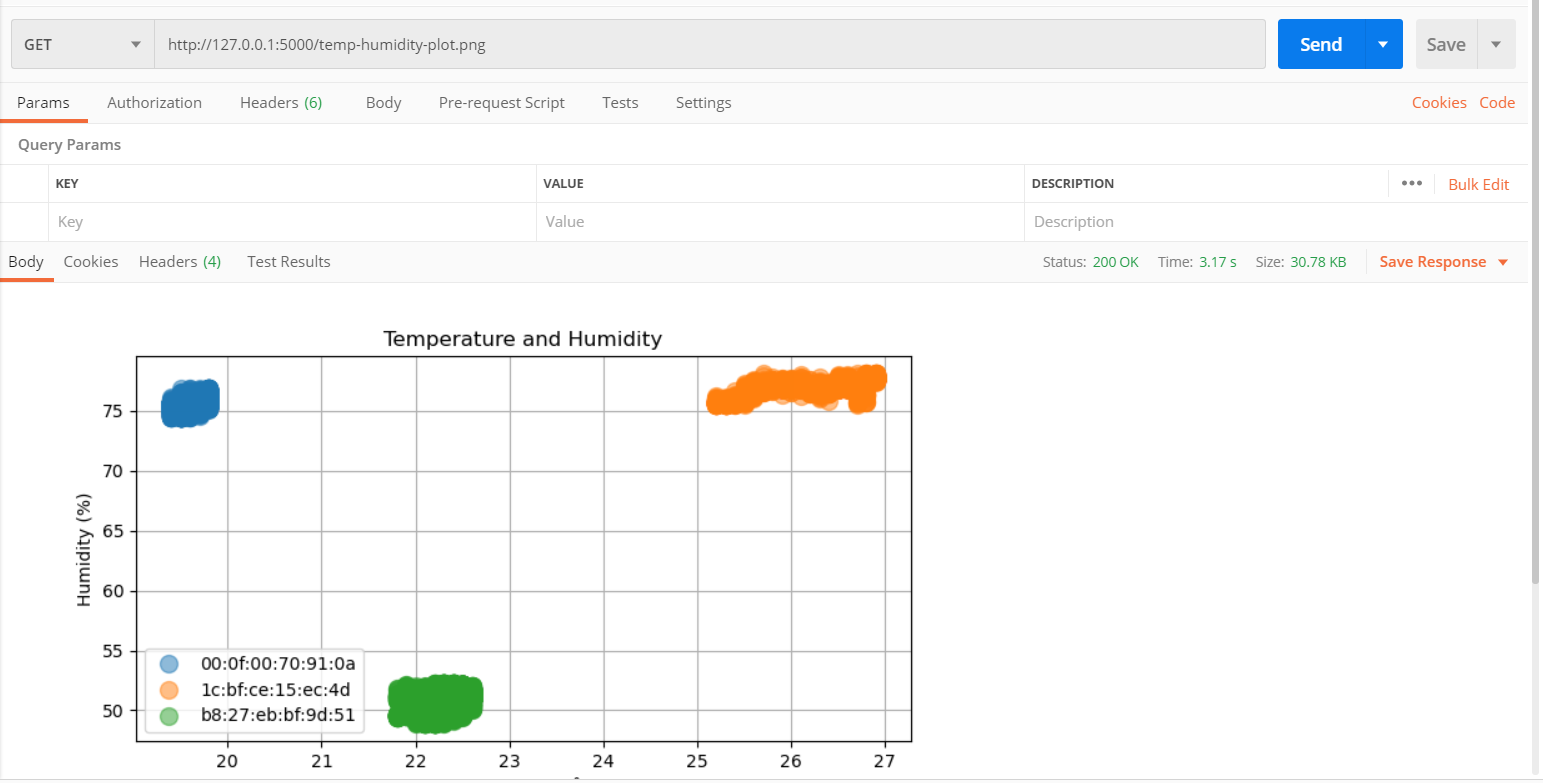 GET http://127.0.0.1:5000/temp-humidity-plot.png Send Save
Params Authorization Headers (6) Body Pre-request Script Tests Settings Cookies Code
Query Params
KEY VALUE DESCRIPTION ••• Bulk Edit
Key Value Description
Body Cookies Headers (4) Test Results Status: 200 OK Time: 3.17 s Size: 30.78 KB Save Response
Temperature and Humidity
75
70
65
60
55
50
Humidity (%)
00:0f:00:70:91:0a
1c:bf:ce:15:ec:4d
b8:27:eb:bf:9d:51
20 21 22 23 24 25 26 27